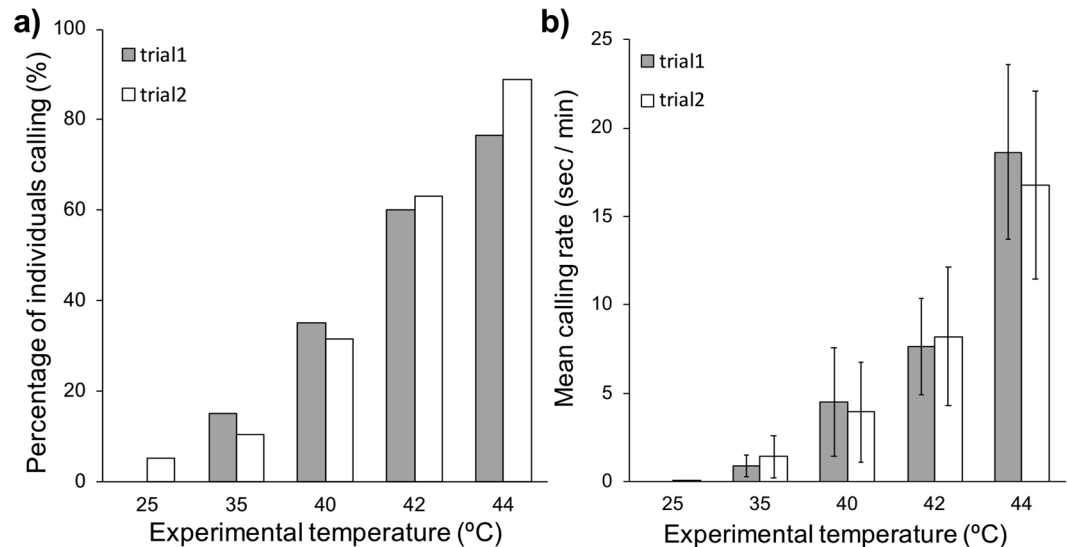 a)
Percentage of individuals calling (%)
100
80
60
40
20
0
trial1
trial2
25 35 40 42 44
Experimental temperature (ºC)
b)
Mean calling rate (sec / min)
25
20
15
10
5
0
trial1
trial2
25 35 40 42 44
Experimental temperature (ºC)